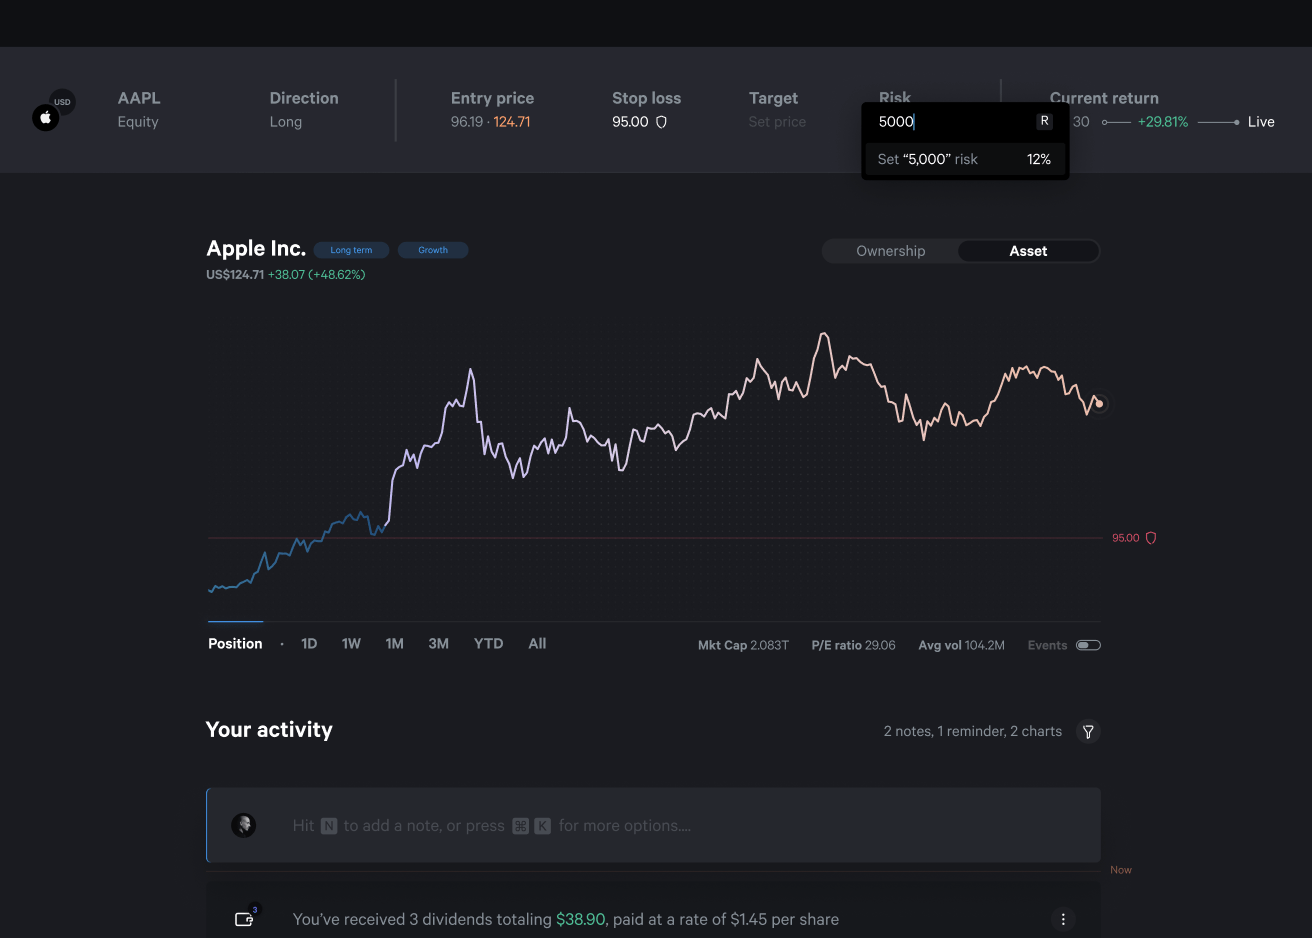 USD
AAPL
Equity
Direction
Long
Entry price
96.19 · 124.71
Stop loss
95.00
Target
Set price
Risk
5000 R
Set “5,000” risk 12%
Current return
30 +29.81% Live
Apple Inc. Long term Growth
US$124.71 +38.07 (+48.62%)
Ownership Asset
95.00
Position · 1D 1W 1M 3M YTD All
Mkt Cap 2.083T P/E ratio 29.06 Avg vol 104.2M Events
Your activity
2 notes, 1 reminder, 2 charts
Hit N to add a note, or press ⌘ K for more options....
Now
3
You’ve received 3 dividends totaling $38.90, paid at a rate of $1.45 per share